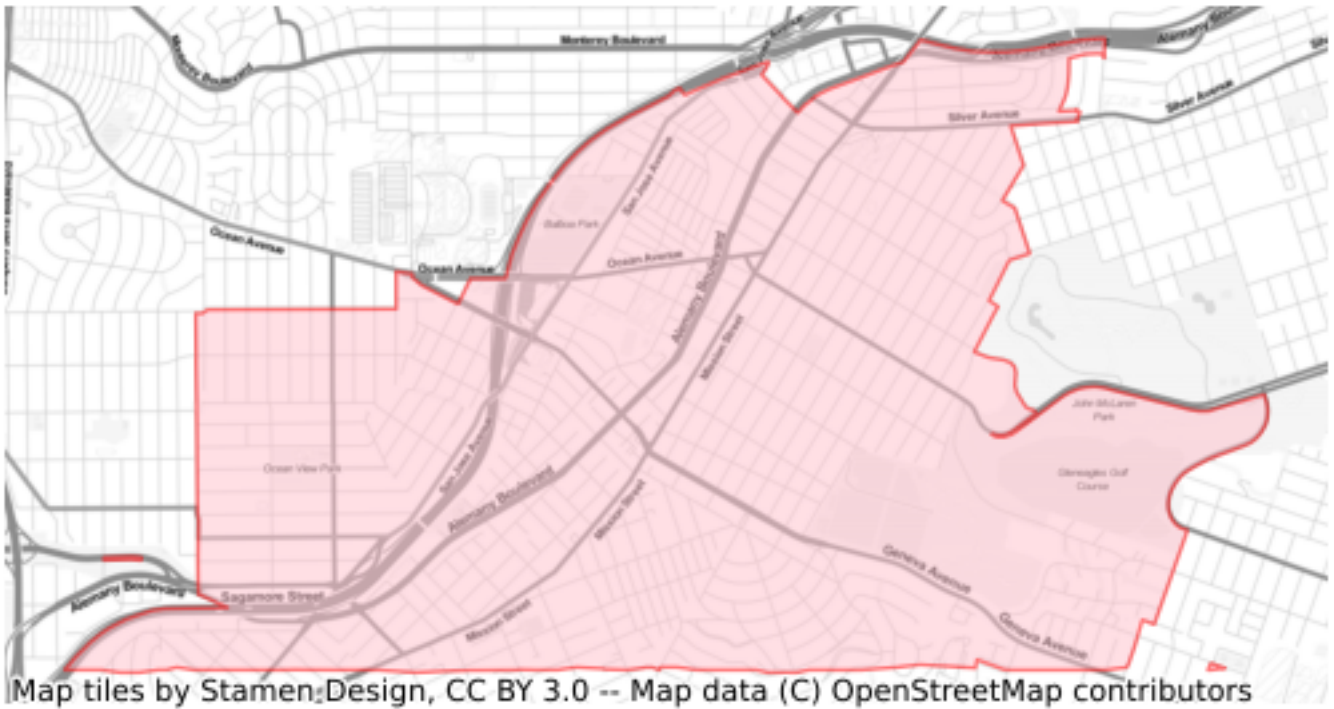 Monterey Boulevard
Monterey Boulevard
Alemany Boulevard
Alemany Boulevard
Silver Avenue
Silver Avenue
San Jose Avenue
Balboa Park
Ocean Avenue
Ocean Avenue
Ocean Avenue
Alemany Boulevard
Mission Street
John McLaren
Park
Ocean View Park
San Jose Avenue
Gleneagles Golf
Course
Alemany Boulevard
Mission Street
Geneva Avenue
Alemany Boulevard
Sagamore Street
Mission Street
Geneva Avenue
Map tiles by Stamen Design, CC BY 3.0 -- Map data (C) OpenStreetMap contributors